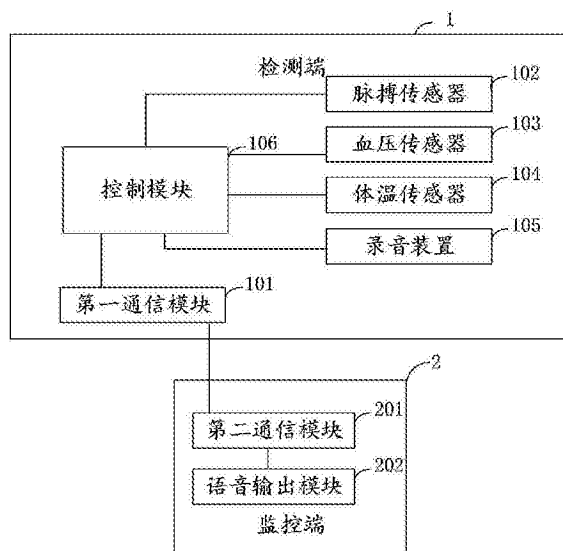 1
检测端
102
脉搏传感器
103
血压传感器
106
控制模块
104
体温传感器
105
录音装置
101
第一通信模块
2
201
第二通信模块
202
语音输出模块
监控端